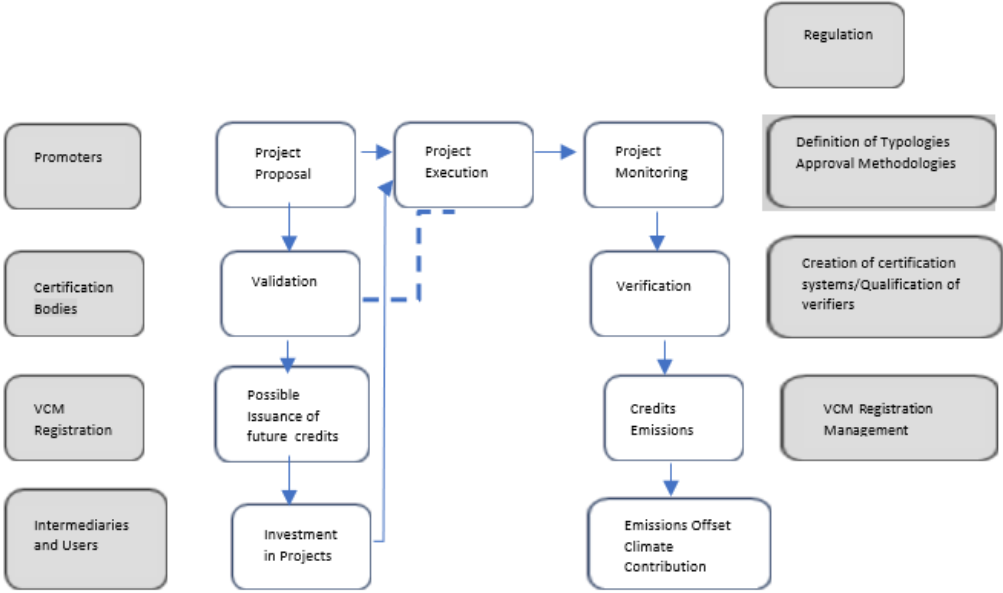 Regulation
Promoters
Project
Proposal
Project
Execution
Project
Monitoring
Definition of Typologies
Approval Methodologies
Certification
Bodies
Validation
Verification
Creation of certification
systems/Qualification of
verifiers
VCM
Registration
Possible
Issuance of
future credits
Credits
Emissions
VCM Registration
Management
Intermediaries
and Users
Investment
in Projects
Emissions Offset
Climate
Contribution